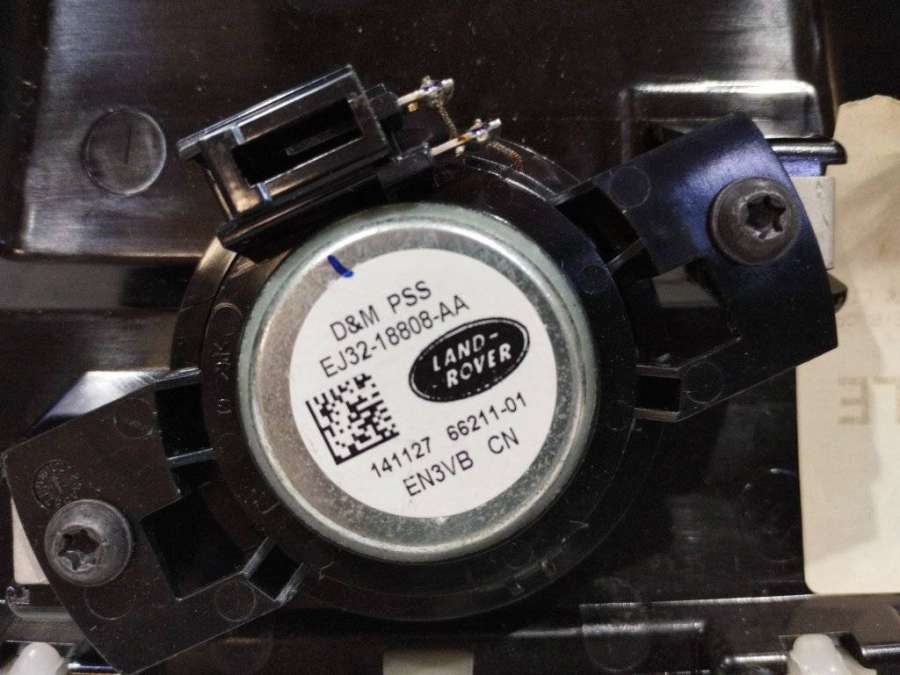 D&M PSS
EJ32-18808-AA
LAND-
-ROVER
141127 66211-01
EN3VB CN